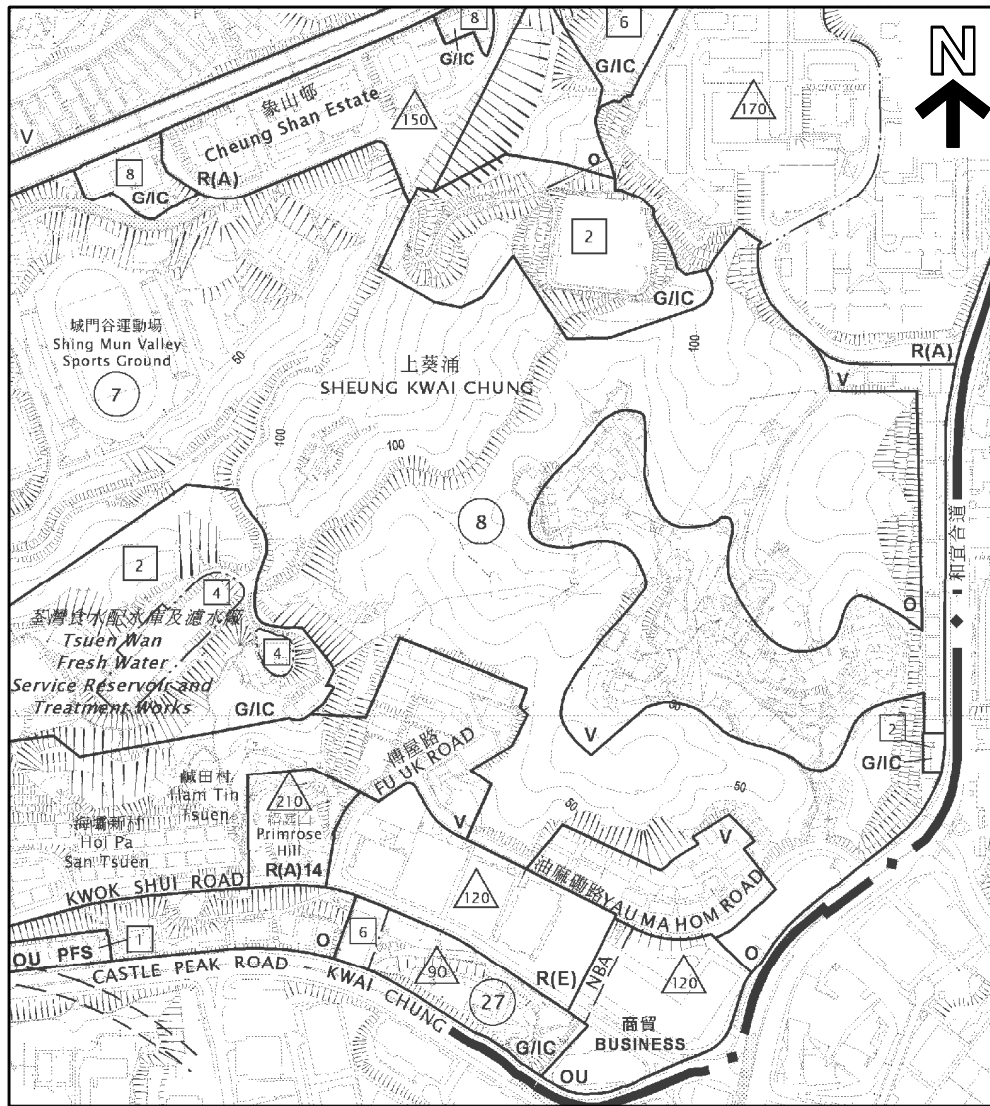 8
G/IC
6
G/IC
N
象山邨
Cheung Shan Estate
150
170
V
8
G/IC
R(A)
O
2
G/IC
城門谷運動場
Shing Mun Valley
Sports Ground
7
50
上葵涌
SHEUNG KWAI CHUNG
100
100
100
R(A)
V
8
和宜合道
2
4
荃灣食水配水庫及濾水廠
Tsuen Wan
Fresh Water
Service Reservoir and
Treatment Works
4
G/IC
O
50
2
G/IC
V
傅屋路
FU UK ROAD
鹹田村
Ham Tin
Tsuen
210
Primrose
Hill
R(A)14
海壩新村
Hoi Pa
San Tsuen
50
50
V
V
油麻磡路 YAU MA HOM ROAD
KWOK SHUI ROAD
120
6
O
1
OU PFS
CASTLE PEAK ROAD
KWAI CHUNG
90
27
R(E)
NBA
120
O
商貿
BUSINESS
G/IC
OU